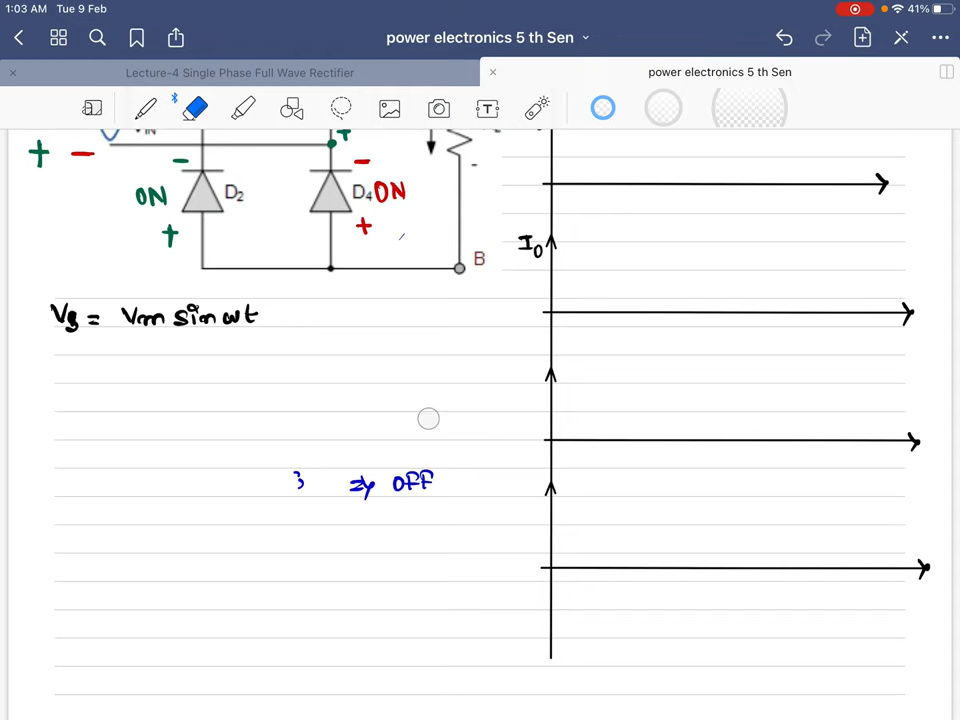 1:03 AM Tue 9 Feb
41%
power electronics 5 th Sen
Lecture-4 Single Phase Full Wave Rectifier
power electronics 5 th Sen
+ -
- + -
ON D2
D4 ON
+ +
B
I0
Vs = Vm sin wt
3 => OFF